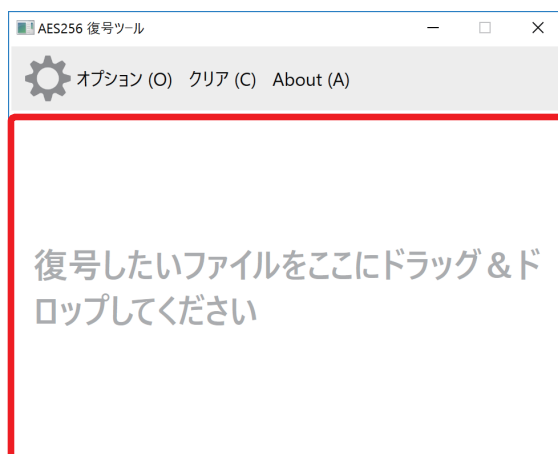 AES256 復号ツール
オプション (O) クリア (C) About (A)
復号したいファイルをここにドラッグ＆ド
ロップしてください